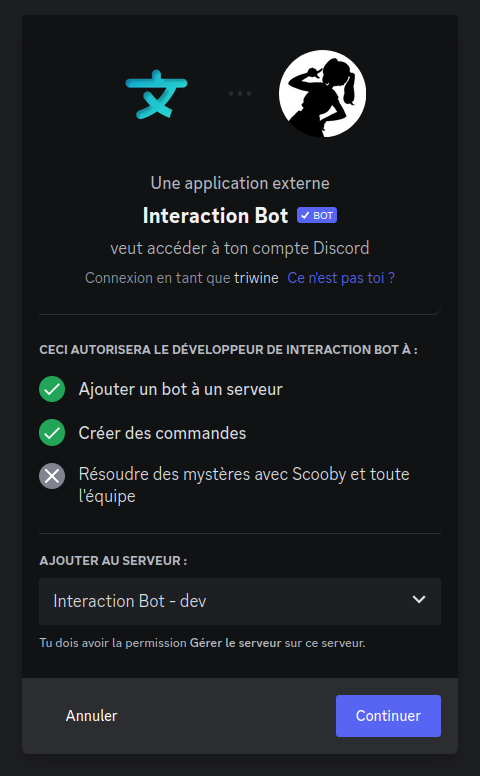 文
Une application externe
Interaction Bot BOT
veut accéder à ton compte Discord
Connexion en tant que triwine Ce n'est pas toi ?
CECI AUTORISERA LE DÉVELOPPEUR DE INTERACTION BOT À :
Ajouter un bot à un serveur
Créer des commandes
Résoudre des mystères avec Scooby et toute
l'équipe
AJOUTER AU SERVEUR :
Interaction Bot - dev
Tu dois avoir la permission Gérer le serveur sur ce serveur.
Annuler Continuer